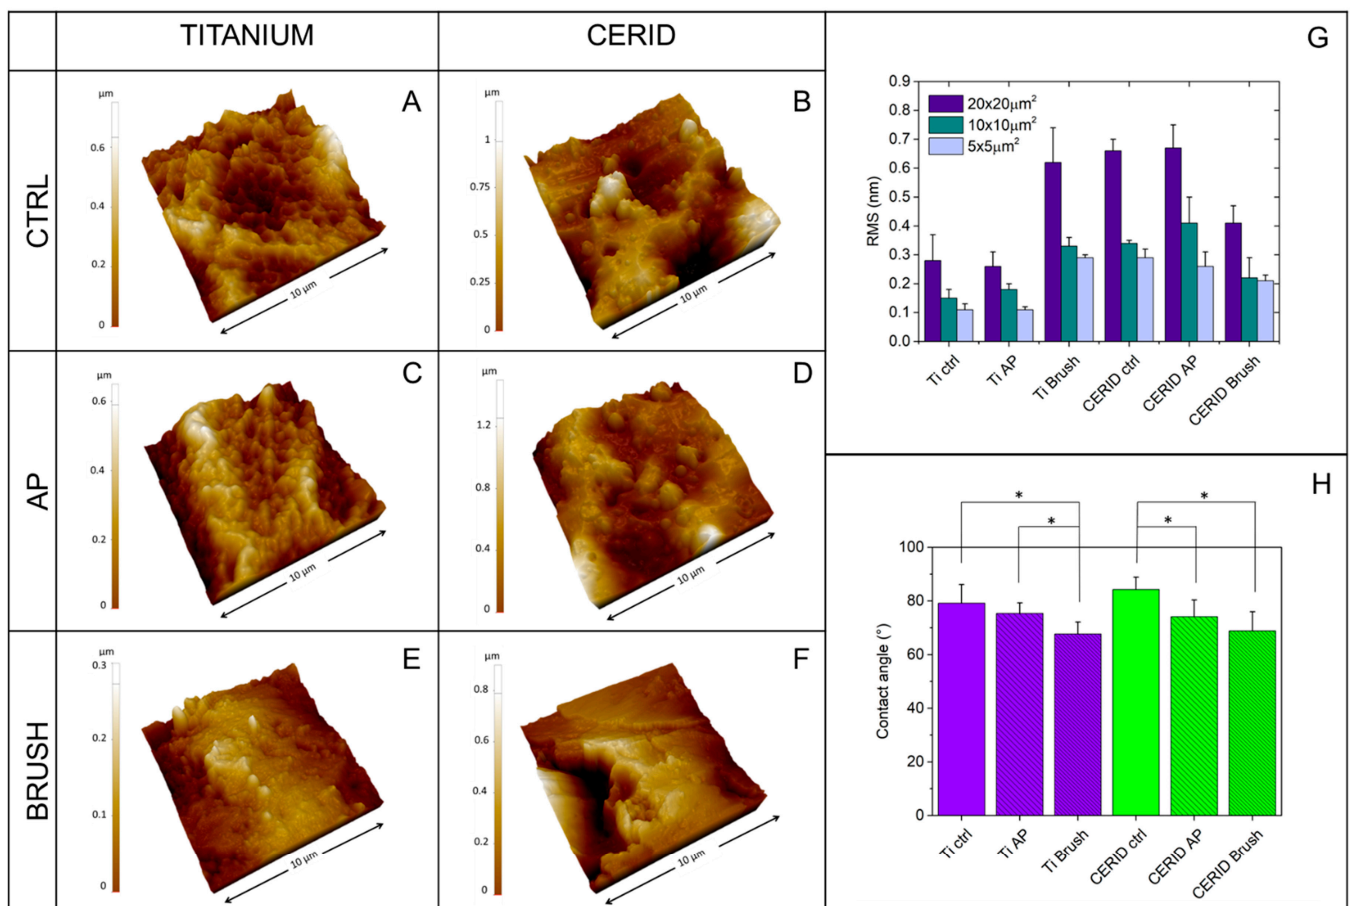 TITANIUM
CERID
CTRL
A
μm
0.6
0.4
0.2
0
10 μm
B
μm
1
0.75
0.5
0.25
0
10 μm
AP
C
μm
0.6
0.4
0.2
0
10 μm
D
μm
1.2
0.8
0.4
0
10 μm
BRUSH
E
μm
0.3
0.2
0.1
0
10 μm
F
μm
0.8
0.6
0.4
0.2
0
10 μm
G
RMS (nm)
0.9
0.8
0.7
0.6
0.5
0.4
0.3
0.2
0.1
0.0
20x20μm²
10x10μm²
5x5μm²
Ti ctrl
Ti AP
Ti Brush
CERID ctrl
CERID AP
CERID Brush
H
*
*
*
*
Contact angle (°)
100
80
60
40
20
0
Ti ctrl
Ti AP
Ti Brush
CERID ctrl
CERID AP
CERID Brush